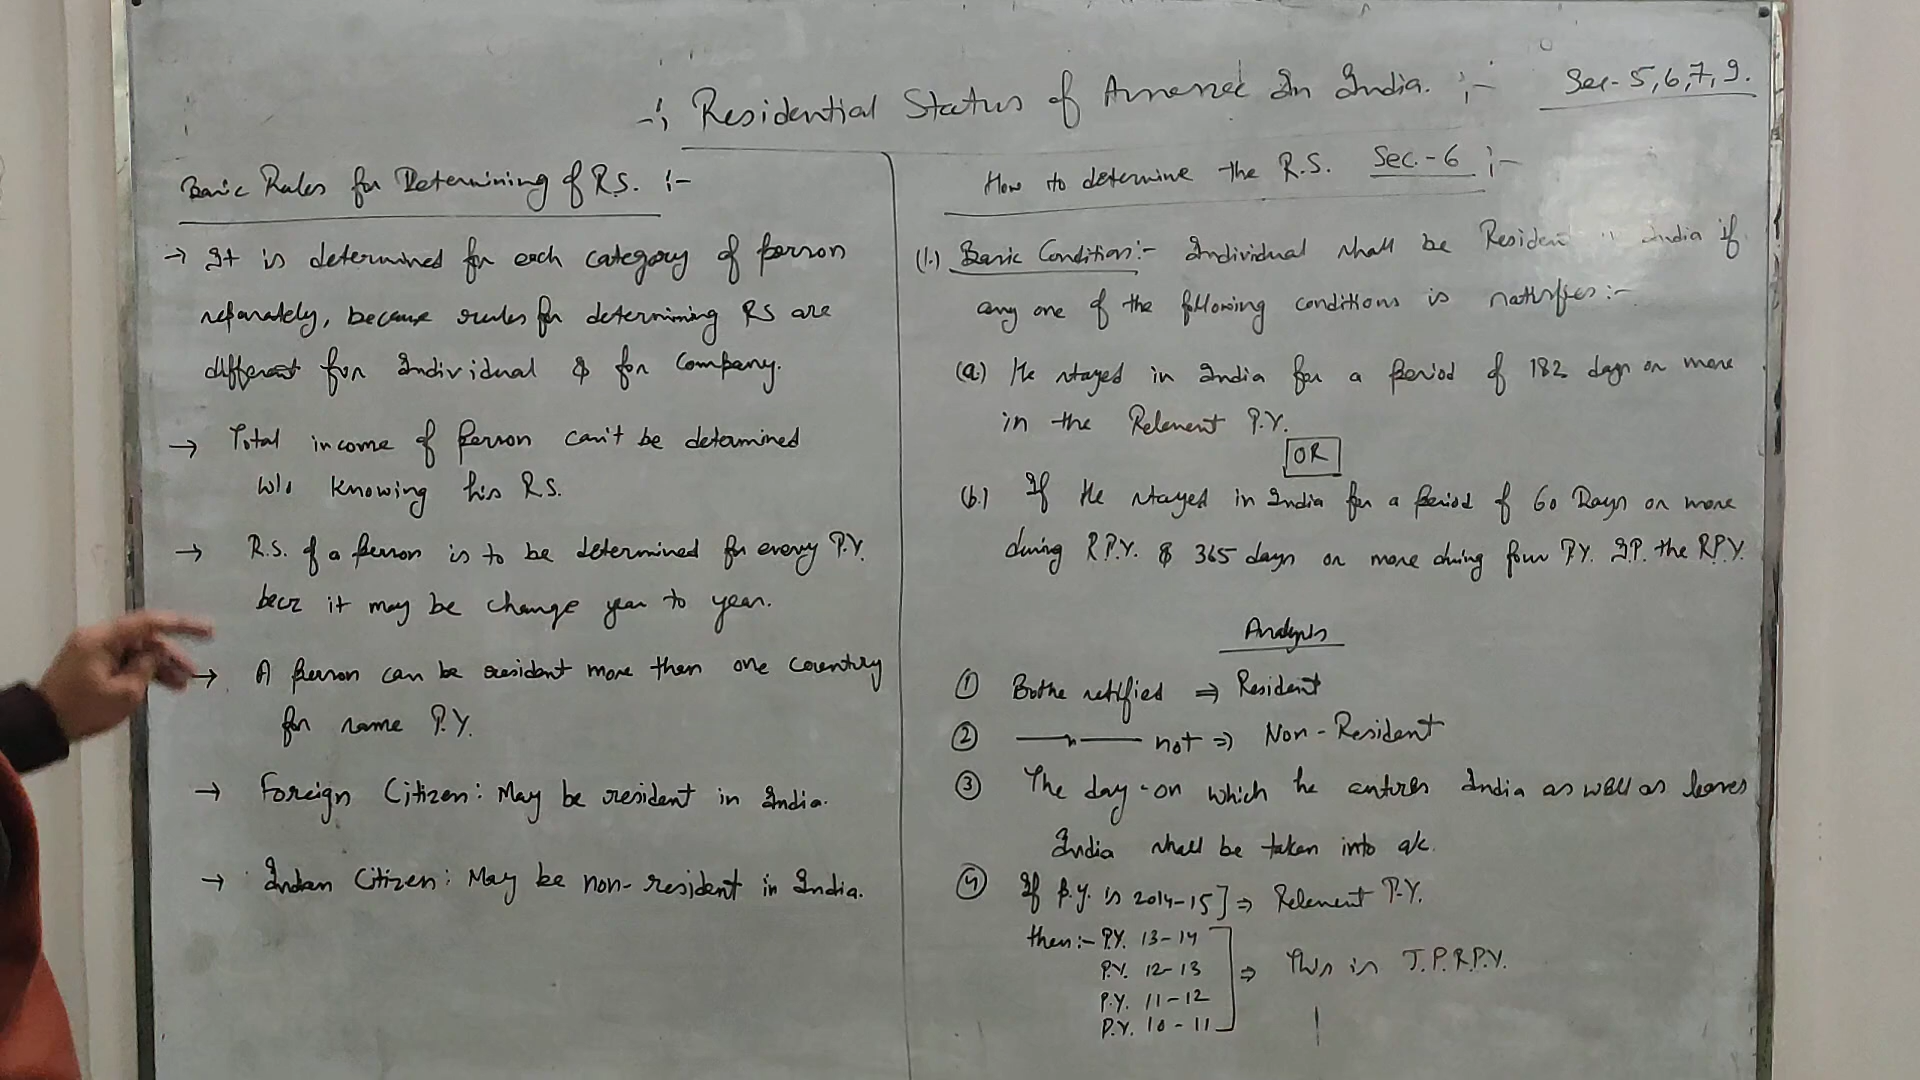 -: Residential Status of Assessee In India. :-
Sec- 5,6,7,9.
Basic Rules for Determining of R.S. :-
→ It is determined for each category of person
separately, because rules for determining RS are
different for Individual & for Company.
→ Total income of person can't be determined
w/o knowing his R.S.
→ R.S. of a person is to be determined for every P.Y.
becz it may be change year to year.
→ A person can be resident more then one country
for same P.Y.
→ Foreign Citizen: May be resident in India.
→ Indian Citizen: May be non-resident in India.
How to determine the R.S. Sec.-6 :-
(1.) Basic Condition:- Individual shall be Resident in India if
any one of the following conditions is satisfies:-
(a) He stayed in India for a period of 182 days or more
in the Relevent P.Y.
OR
(b.) If He stayed in India for a period of 60 Days or more
during R.P.Y. & 365 days or more during four P.Y. I.P. the R.P.Y.
Analysis
① Bothe satified ⇒ Resident
② —— " —— not ⇒ Non-Resident
③ The day-on which he enters India as well as leaves
India shall be taken into a/c.
④ If P.Y. is 2014-15] ⇒ Relevent P.Y.
then:- P.Y. 13-14
P.Y. 12-13
P.Y. 11-12
P.Y. 10-11
⇒ This is I.P.R.P.Y.